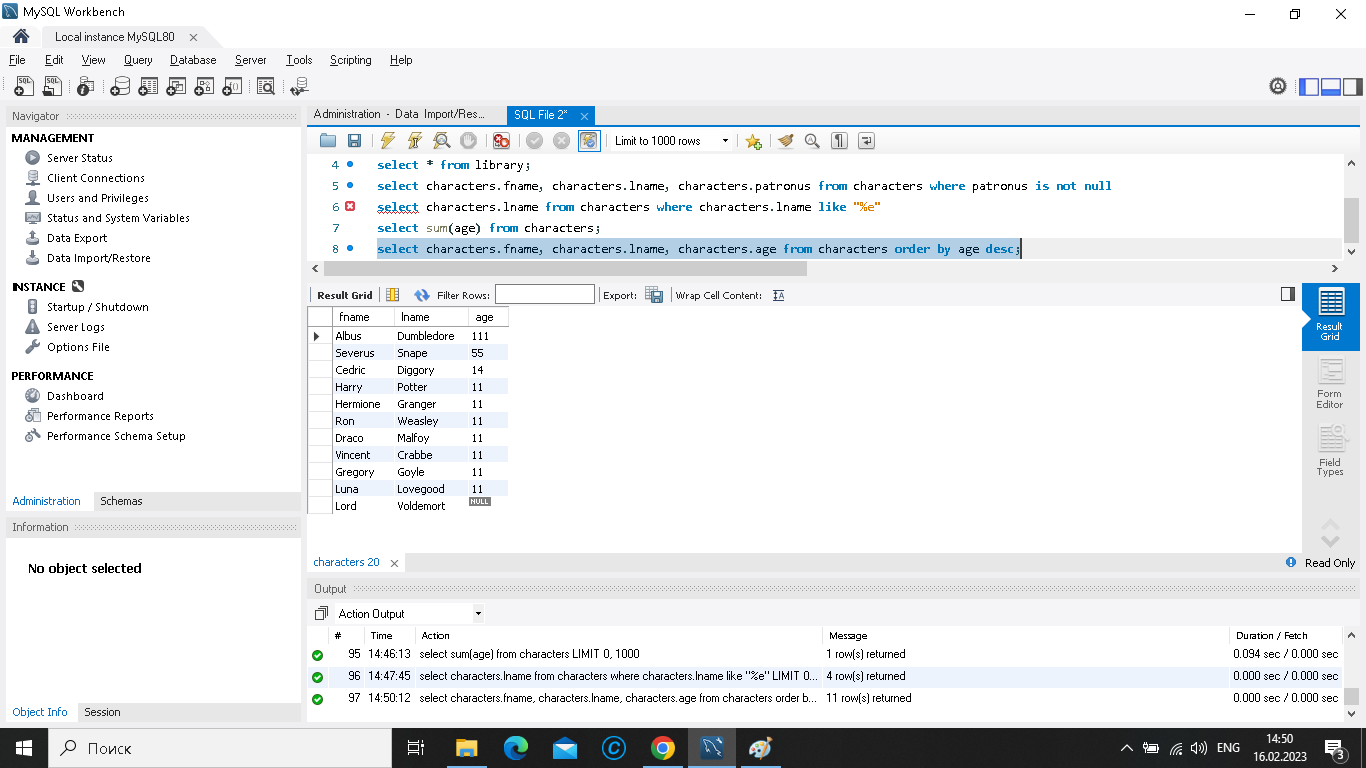 MySQL Workbench
Local instance MySQL80
File Edit View Query Database Server Tools Scripting Help
Navigator
MANAGEMENT
Server Status
Client Connections
Users and Privileges
Status and System Variables
Data Export
Data Import/Restore
INSTANCE
Startup / Shutdown
Server Logs
Options File
PERFORMANCE
Dashboard
Performance Reports
Performance Schema Setup
Administration Schemas
Information
No object selected
Object Info Session
Administration - Data Import/Res... SQL File 2*
Limit to 1000 rows
4 select * from library;
5 select characters.fname, characters.lname, characters.patronus from characters where patronus is not null
6 select characters.lname from characters where characters.lname like "%e"
7 select sum(age) from characters;
8 select characters.fname, characters.lname, characters.age from characters order by age desc;
Result Grid Filter Rows: Export: Wrap Cell Content:
fname lname age
Albus Dumbledore 111
Severus Snape 55
Cedric Diggory 14
Harry Potter 11
Hermione Granger 11
Ron Weasley 11
Draco Malfoy 11
Vincent Crabbe 11
Gregory Goyle 11
Luna Lovegood 11
Lord Voldemort NULL
Result
Grid
Form
Editor
Field
Types
characters 20
Read Only
Output
Action Output
# Time Action Message Duration / Fetch
95 14:46:13 select sum(age) from characters LIMIT 0, 1000 1 row(s) returned 0.094 sec / 0.000 sec
96 14:47:45 select characters.lname from characters where characters.lname like "%e" LIMIT 0... 4 row(s) returned 0.000 sec / 0.000 sec
97 14:50:12 select characters.fname, characters.lname, characters.age from characters order b... 11 row(s) returned 0.000 sec / 0.000 sec
Поиск
ENG
14:50
16.02.2023
3